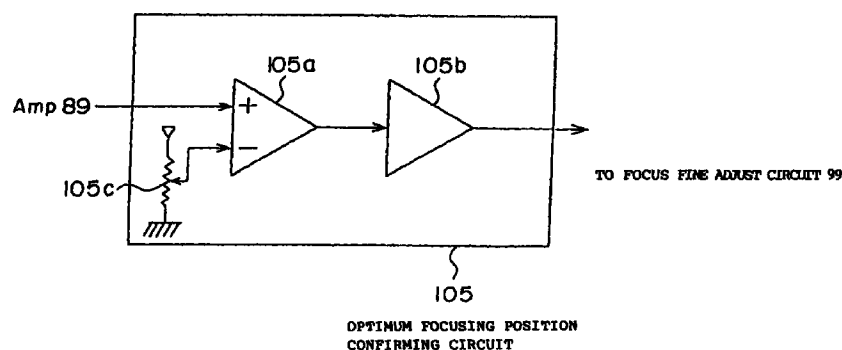 105a
105b
Amp 89
+
−
105c
TO FOCUS FINE ADJUST CIRCUIT 99
105
OPTIMUM FOCUSING POSITION
CONFIRMING CIRCUIT